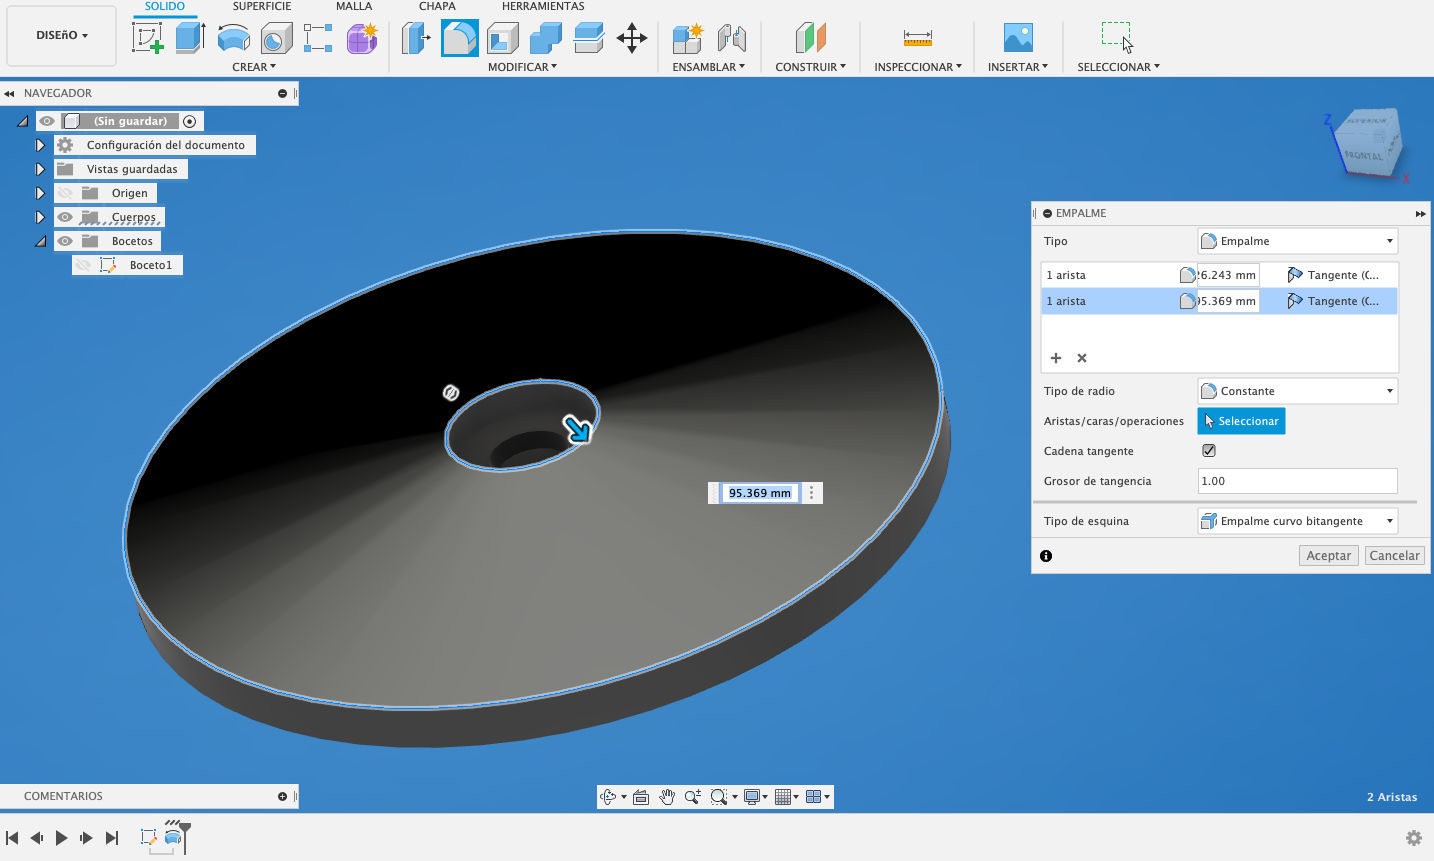 SOLIDO SUPERFICIE MALLA CHAPA HERRAMIENTAS
DISEñO
CREAR MODIFICAR ENSAMBLAR CONSTRUIR INSPECCIONAR INSERTAR SELECCIONAR
NAVEGADOR
(Sin guardar)
Configuración del documento
Vistas guardadas
Origen
Cuerpos
Bocetos
Boceto1
Z
SUPERIOR
FRONTAL
X
EMPALME
Tipo Empalme
1 arista 26.243 mm Tangente (G...
1 arista 95.369 mm Tangente (G...
Tipo de radio Constante
Aristas/caras/operaciones Seleccionar
Cadena tangente
Grosor de tangencia 1.00
Tipo de esquina Empalme curvo bitangente
Aceptar Cancelar
95.369 mm
COMENTARIOS
2 Aristas